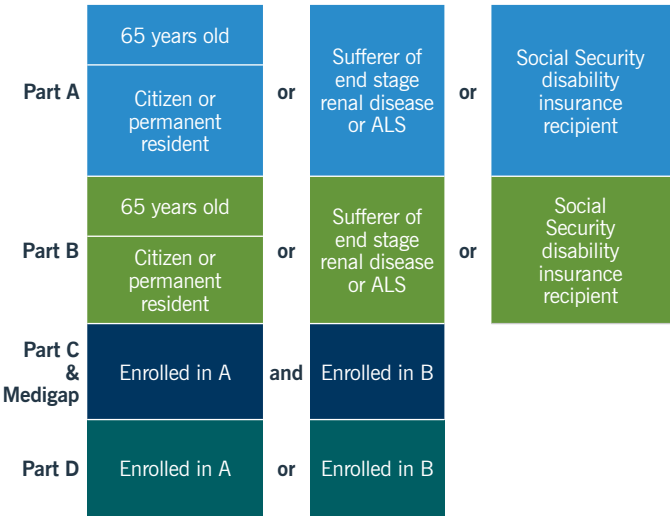 Part A
65 years old
Citizen or
permanent
resident
or
Sufferer of
end stage
renal disease
or ALS
or
Social Security
disability
insurance
recipient
Part B
65 years old
Citizen or
permanent
resident
or
Sufferer of
end stage
renal disease
or ALS
or
Social
Security
disability
insurance
recipient
Part C
&
Medigap
Enrolled in A
and
Enrolled in B
Part D
Enrolled in A
or
Enrolled in B